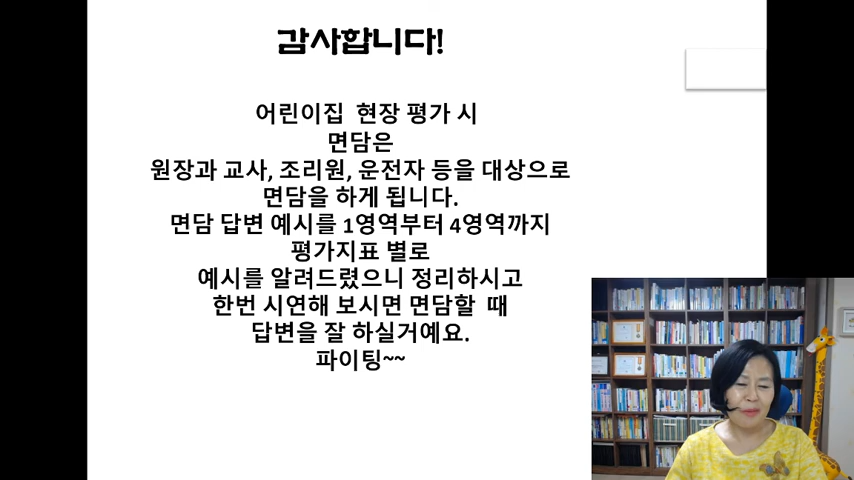 감사합니다!
어린이집 현장 평가 시
면담은
원장과 교사, 조리원, 운전자 등을 대상으로
면담을 하게 됩니다.
면담 답변 예시를 1영역부터 4영역까지
평가지표 별로
예시를 알려드렸으니 정리하시고
한번 시연해 보시면 면담할 때
답변을 잘 하실거예요.
파이팅~~